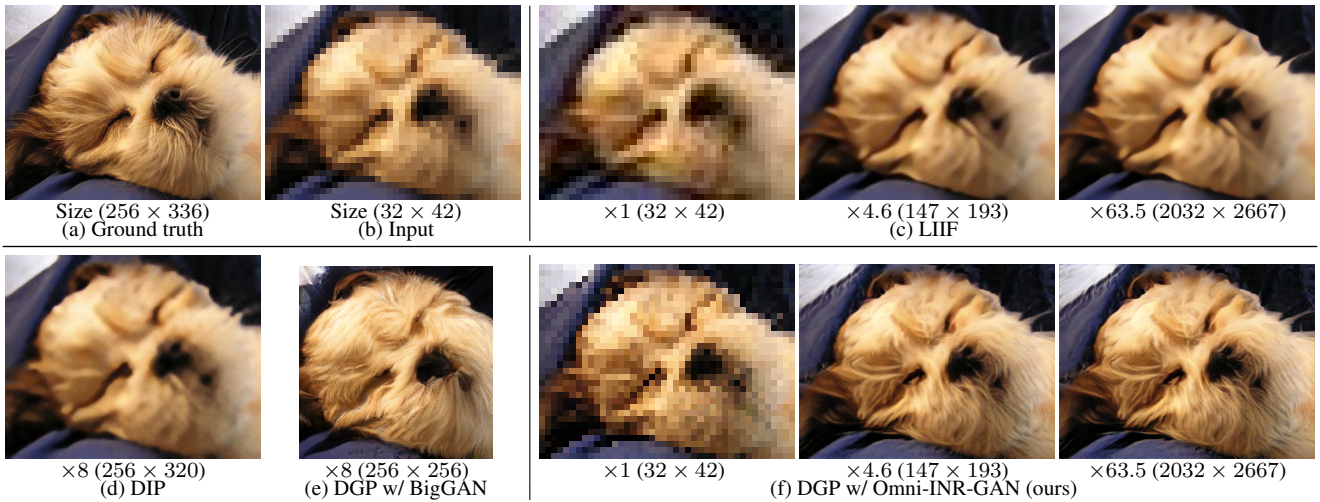 Size (256 × 336)
(a) Ground truth
Size (32 × 42)
(b) Input
×1 (32 × 42)
×4.6 (147 × 193)
×63.5 (2032 × 2667)
(c) LIIF
×8 (256 × 320)
(d) DIP
×8 (256 × 256)
(e) DGP w/ BigGAN
×1 (32 × 42)
×4.6 (147 × 193)
×63.5 (2032 × 2667)
(f) DGP w/ Omni-INR-GAN (ours)